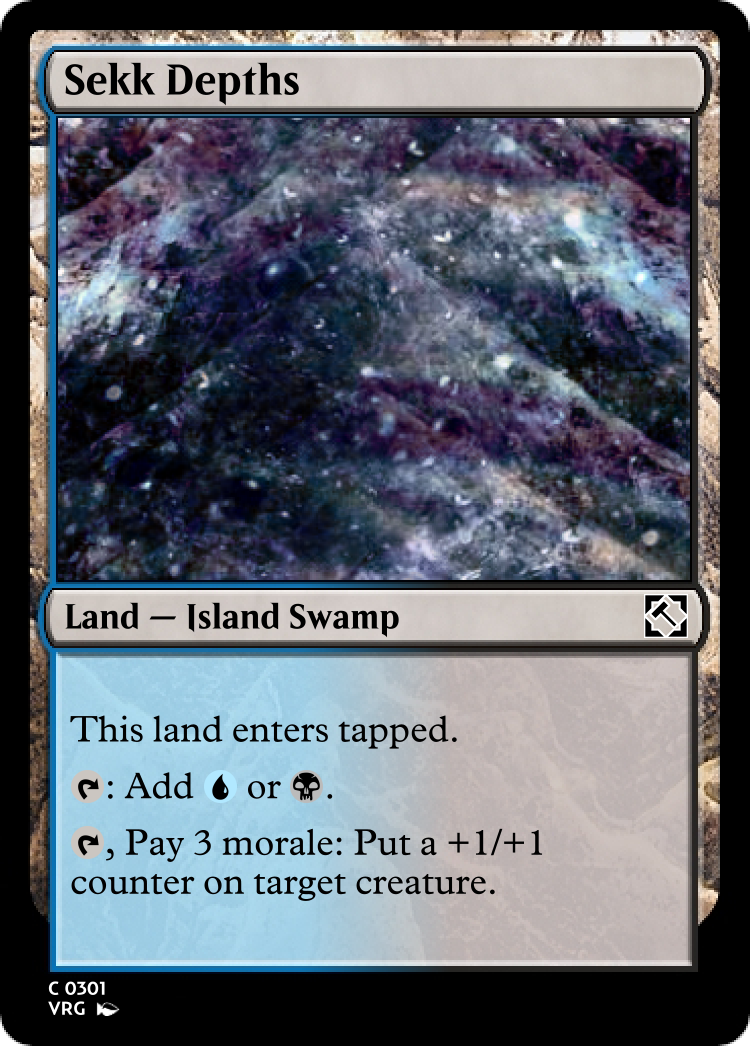 Sekk Depths
Land — Island Swamp
This land enters tapped.
: Add or .
, Pay 3 morale: Put a +1/+1
counter on target creature.
C 0301
VRG